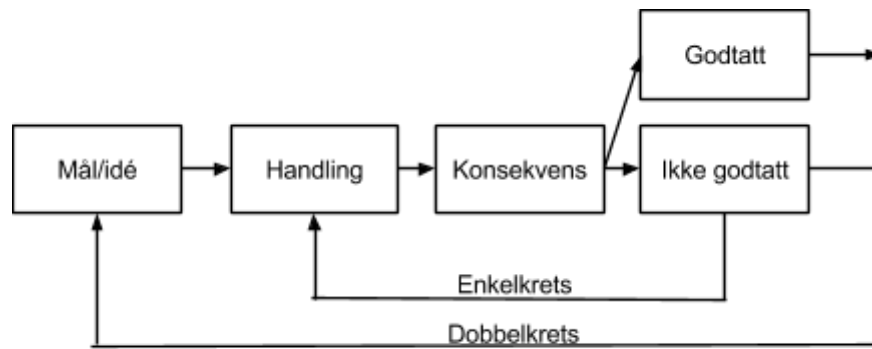 Godtatt
Mål/idé
Handling
Konsekvens
Ikke godtatt
Enkelkrets
Dobbelkrets